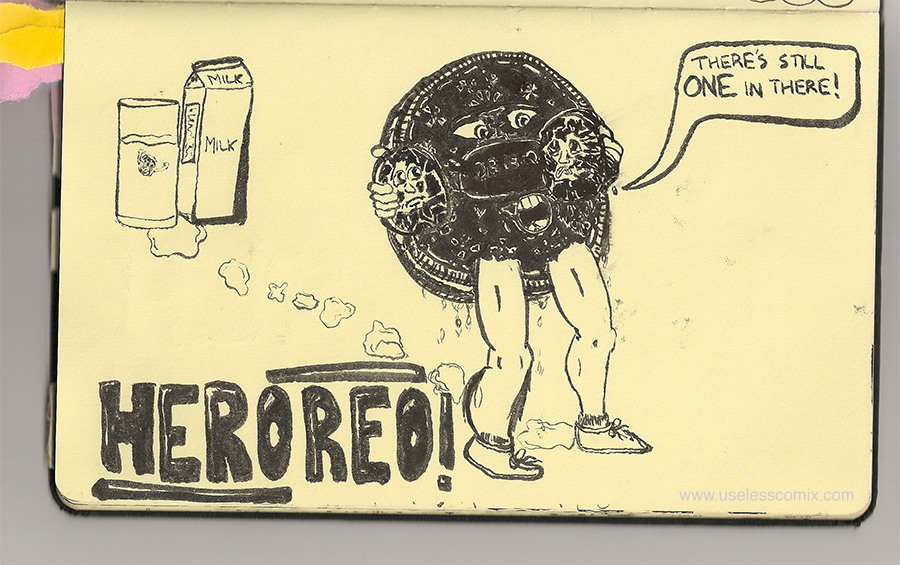 MILK
MILK
THERE'S STILL
ONE IN THERE!
OREO
HEROREO!
www.uselesscomix.com